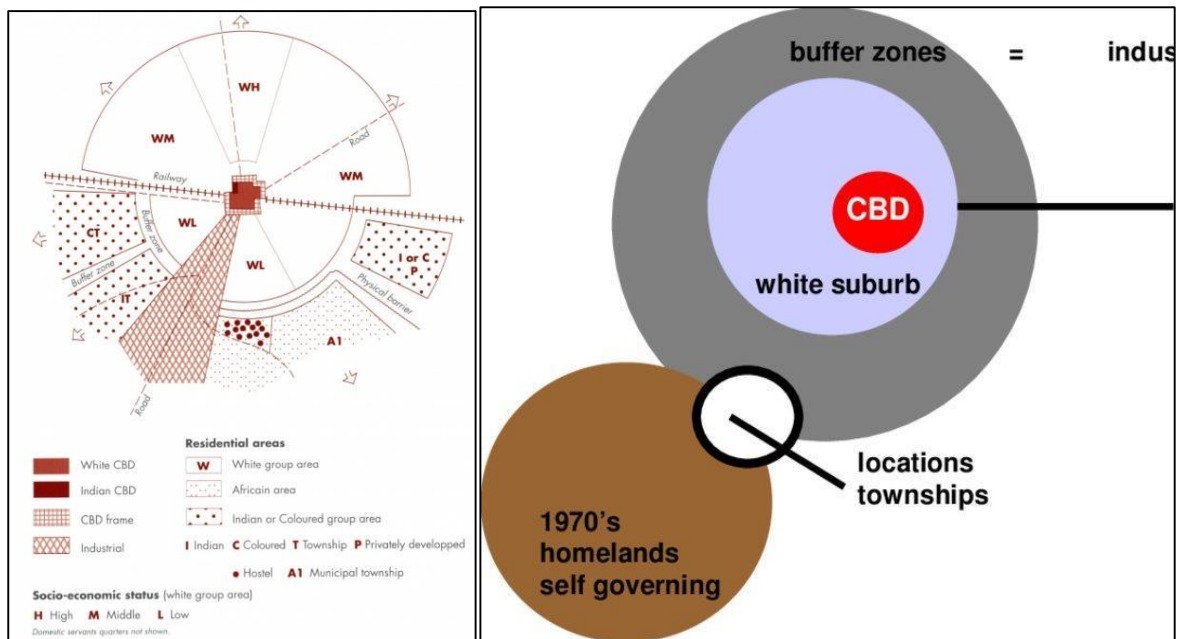 WH
WM
WM
Road
Railway
WL
WL
CT
Buffer zone
Buffer zone
IT
I or C
P
Physical barrier
A1
Road
Residential areas
White CBD
W White group area
Indian CBD
Africain area
CBD frame
Indian or Coloured group area
Industrial
I Indian C Coloured T Township P Privately developped
Hostel A1 Municipal township
Socio-economic status (white group area)
H High M Middle L Low
Domestic servants quarters not shown.
buffer zones = indus
CBD
white suburb
locations
townships
1970's
homelands
self governing